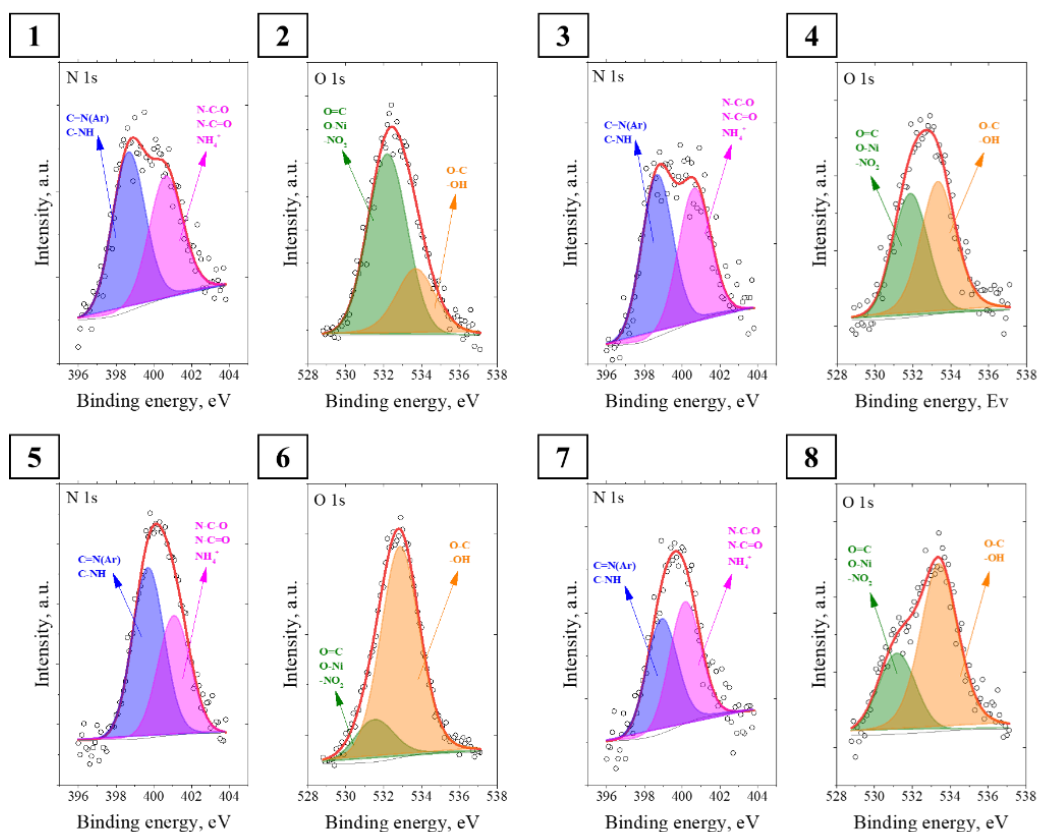 1
N 1s
C=N(Ar)
C-NH
N-C-O
N-C=O
NH₄⁺
Intensity, a.u.
396 398 400 402 404
Binding energy, eV
2
O 1s
O=C
O-Ni
-NO₂
O-C
-OH
Intensity, a.u.
528 530 532 534 536 538
Binding energy, eV
3
N 1s
C=N(Ar)
C-NH
N-C-O
N-C=O
NH₄⁺
Intensity, a.u.
396 398 400 402 404
Binding energy, eV
4
O 1s
O=C
O-Ni
-NO₂
O-C
-OH
Intensity, a.u.
528 530 532 534 536 538
Binding energy, Ev
5
N 1s
C=N(Ar)
C-NH
N-C-O
N-C=O
NH₄⁺
Intensity, a.u.
396 398 400 402 404
Binding energy, eV
6
O 1s
O=C
O-Ni
-NO₂
O-C
-OH
Intensity, a.u.
528 530 532 534 536 538
Binding energy, eV
7
N 1s
C=N(Ar)
C-NH
N-C-O
N-C=O
NH₄⁺
Intensity, a.u.
396 398 400 402 404
Binding energy, eV
8
O 1s
O=C
O-Ni
-NO₂
O-C
-OH
Intensity, a.u.
528 530 532 534 536 538
Binding energy, eV